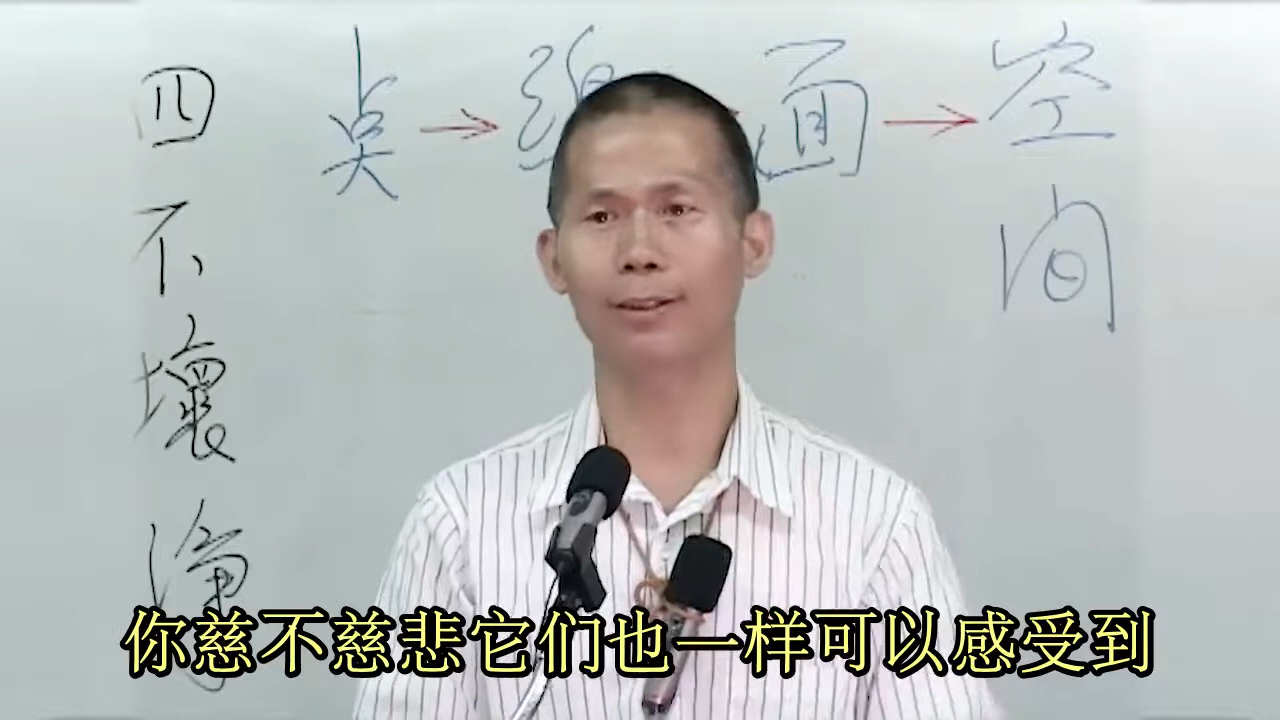 四不壞淨
点→線→面→空间
你慈不慈悲它们也一样可以感受到